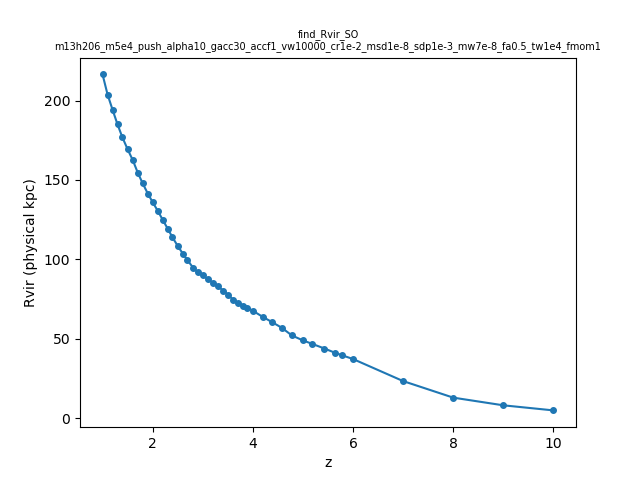 find_Rvir_SO
m13h206_m5e4_push_alpha10_gacc30_accf1_vw10000_cr1e-2_msd1e-8_sdp1e-3_mw7e-8_fa0.5_tw1e4_fmom1
200
150
100
50
0
Rvir (physical kpc)
2 4 6 8 10
z